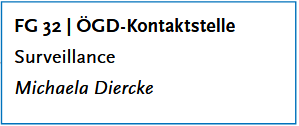 FG 32 | ÖGD-Kontaktstelle
Surveillance
Michaela Diercke